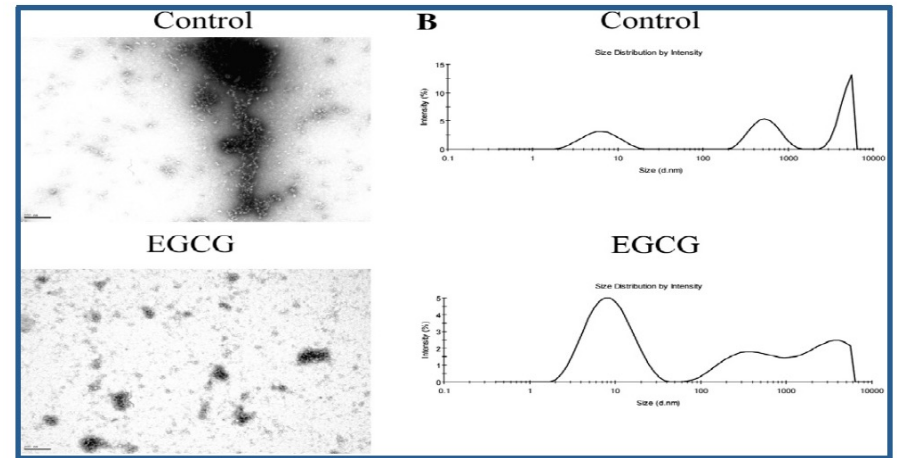 Control
EGCG
B
Control
Size Distribution by Intensity
Intensity (%)
15
10
5
0
0.1 1 10 100 1000 10000
Size (d.nm)
EGCG
Size Distribution by Intensity
Intensity (%)
5
4
3
2
1
0
0.1 1 10 100 1000 10000
Size (d.nm)